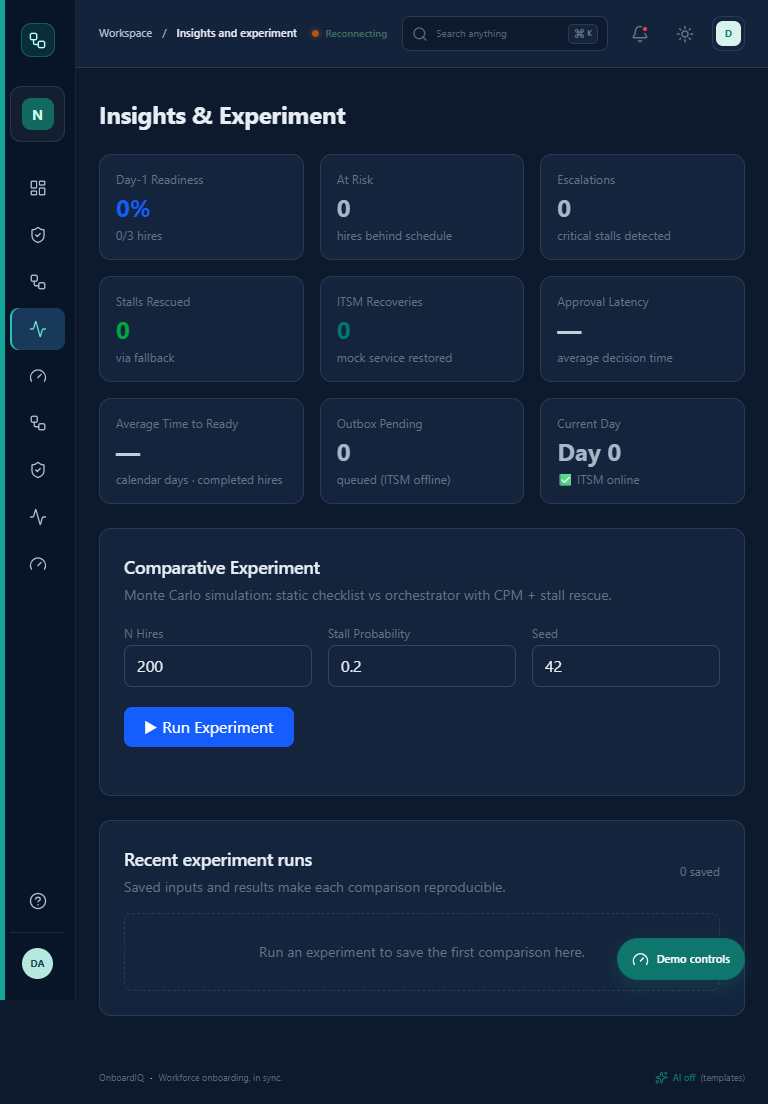 Workspace / Insights and experiment Reconnecting Search anything ⌘ K D
N
Insights & Experiment
Day-1 Readiness
0%
0/3 hires
At Risk
0
hires behind schedule
Escalations
0
critical stalls detected
Stalls Rescued
0
via fallback
ITSM Recoveries
0
mock service restored
Approval Latency
—
average decision time
Average Time to Ready
—
calendar days · completed hires
Outbox Pending
0
queued (ITSM offline)
Current Day
Day 0
✅ ITSM online
Comparative Experiment
Monte Carlo simulation: static checklist vs orchestrator with CPM + stall rescue.
N Hires
200
Stall Probability
0.2
Seed
42
▶ Run Experiment
Recent experiment runs
Saved inputs and results make each comparison reproducible.
0 saved
Run an experiment to save the first comparison here.
Demo controls
DA
OnboardIQ · Workforce onboarding, in sync.
AI off (templates)